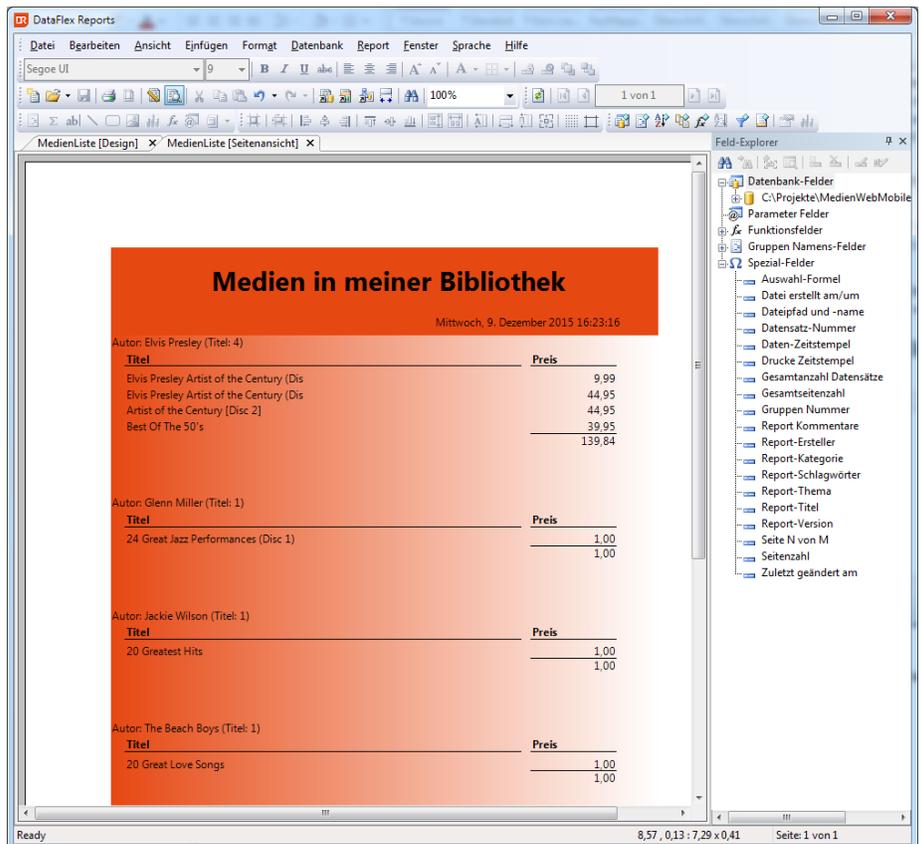 DataFlex Reports
Datei Bearbeiten Ansicht Einfügen Format Datenbank Report Fenster Sprache Hilfe
Segoe UI 9 B I U abc A A A
100% 1 von 1
MedienListe [Design] MedienListe [Seitenansicht]
Medien in meiner Bibliothek
Mittwoch, 9. Dezember 2015 16:23:16
Autor: Elvis Presley (Titel: 4)
Titel Preis
Elvis Presley Artist of the Century (Dis 9,99
Elvis Presley Artist of the Century (Dis 44,95
Artist of the Century [Disc 2] 44,95
Best Of The 50's 39,95
139,84
Autor: Glenn Miller (Titel: 1)
Titel Preis
24 Great Jazz Performances (Disc 1) 1,00
1,00
Autor: Jackie Wilson (Titel: 1)
Titel Preis
20 Greatest Hits 1,00
1,00
Autor: The Beach Boys (Titel: 1)
Titel Preis
20 Great Love Songs 1,00
1,00
Feld-Explorer
Datenbank-Felder
C:\Projekte\MedienWebMobile
Parameter Felder
Funktionsfelder
Gruppen Namens-Felder
Spezial-Felder
Auswahl-Formel
Datei erstellt am/um
Dateipfad und -name
Datensatz-Nummer
Daten-Zeitstempel
Drucke Zeitstempel
Gesamtanzahl Datensätze
Gesamtseitenzahl
Gruppen Nummer
Report Kommentare
Report-Ersteller
Report-Kategorie
Report-Schlagwörter
Report-Thema
Report-Titel
Report-Version
Seite N von M
Seitenzahl
Zuletzt geändert am
Ready 8,57 , 0,13 : 7,29 x 0,41 Seite: 1 von 1